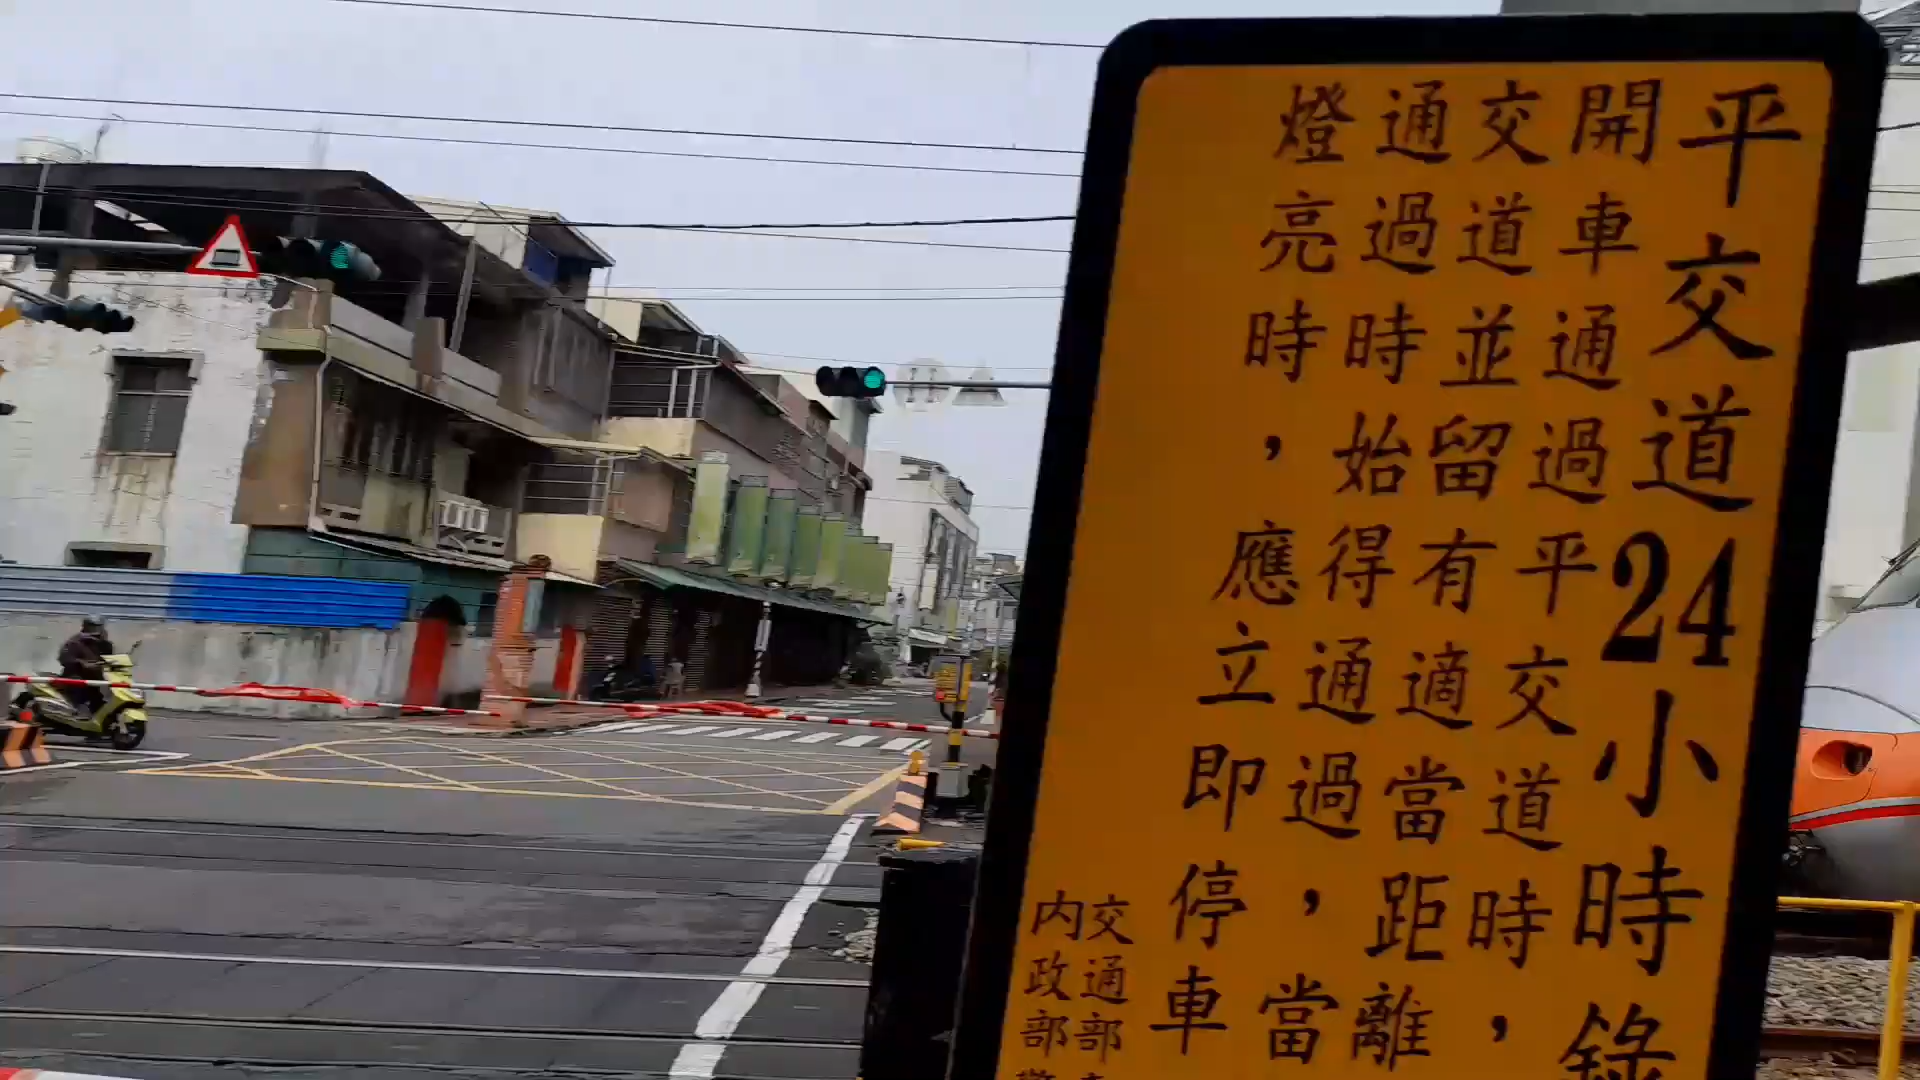 平交道24小時錄
開車通過平交道時，
交道並留有適當距離
通過時始得通過，當
燈亮時，應立即停車
交通部
內政部